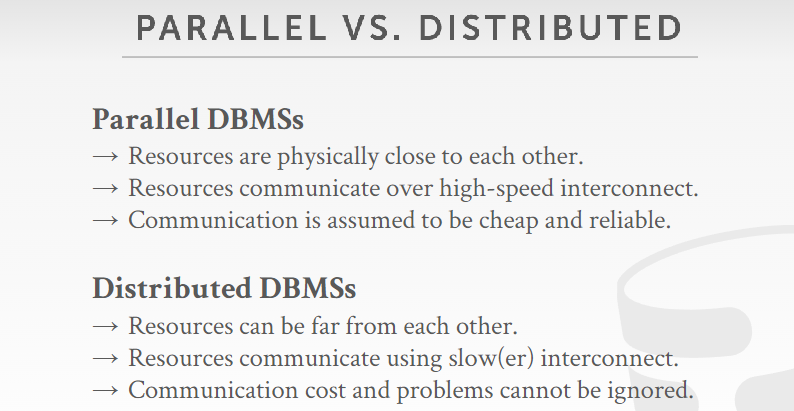 PARALLEL VS. DISTRIBUTED
Parallel DBMSs
→ Resources are physically close to each other.
→ Resources communicate over high-speed interconnect.
→ Communication is assumed to be cheap and reliable.
Distributed DBMSs
→ Resources can be far from each other.
→ Resources communicate using slow(er) interconnect.
→ Communication cost and problems cannot be ignored.